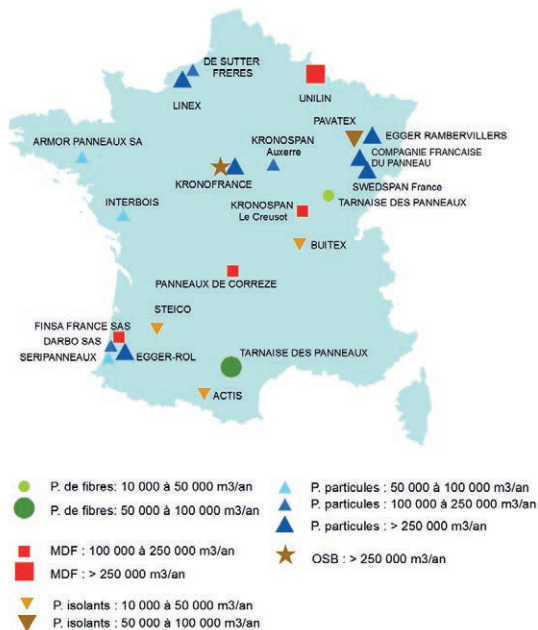 DE SUTTER
FRERES
LINEX
UNILIN
PAVATEX
ARMOR PANNEAUX SA
KRONOSPAN
Auxerre
EGGER RAMBERVILLERS
COMPAGNIE FRANCAISE
DU PANNEAU
KRONOFRANCE
SWEDSPAN France
INTERBOIS
KRONOSPAN
Le Creusot
TARNAISE DES PANNEAUX
BUITEX
PANNEAUX DE CORREZE
STEICO
FINSA FRANCE SAS
DARBO SAS
SERIPANNEAUX
EGGER-ROL
TARNAISE DES PANNEAUX
ACTIS
P. de fibres: 10 000 à 50 000 m3/an
P. de fibres: 50 000 à 100 000 m3/an
MDF : 100 000 à 250 000 m3/an
MDF : > 250 000 m3/an
P. isolants : 10 000 à 50 000 m3/an
P. isolants : 50 000 à 100 000 m3/an
P. particules : 50 000 à 100 000 m3/an
P. particules : 100 000 à 250 000 m3/an
P. particules : > 250 000 m3/an
OSB : > 250 000 m3/an